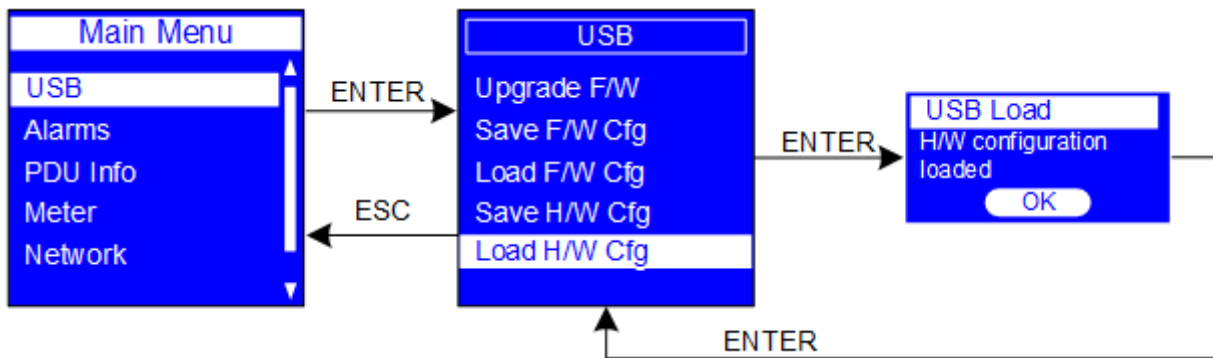 Main Menu
USB
Alarms
PDU Info
Meter
Network
ENTER
ESC
USB
Upgrade F/W
Save F/W Cfg
Load F/W Cfg
Save H/W Cfg
Load H/W Cfg
ENTER
USB Load
H/W configuration
loaded
OK
ENTER